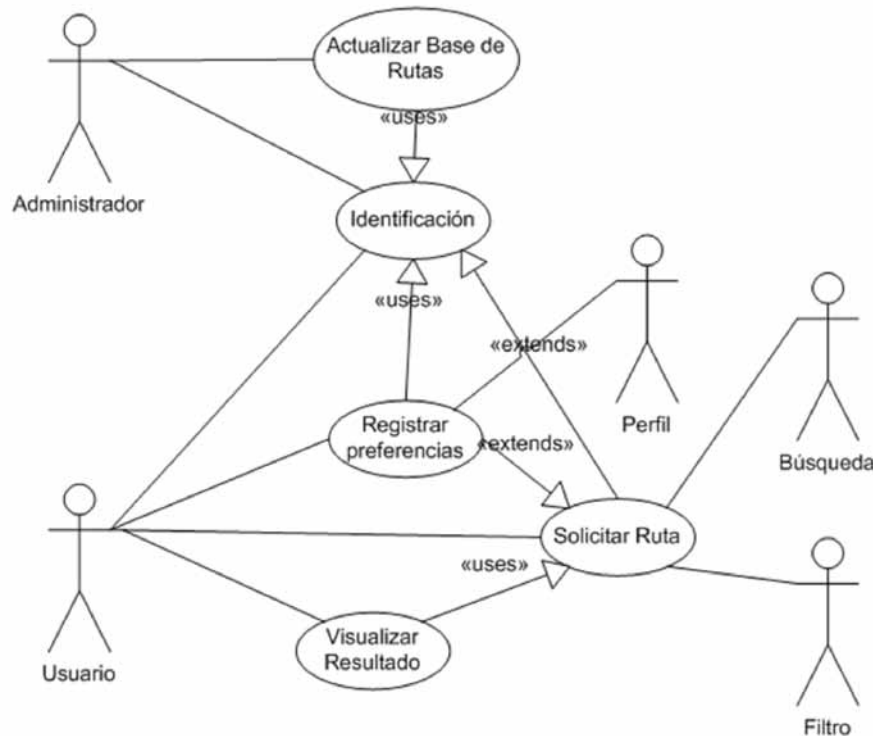 Actualizar Base de
Rutas
«uses»
Administrador
Identificación
«uses»
«extends»
Perfil
Búsqueda
Registrar
preferencias
«extends»
Solicitar Ruta
«uses»
Visualizar
Resultado
Usuario
Filtro